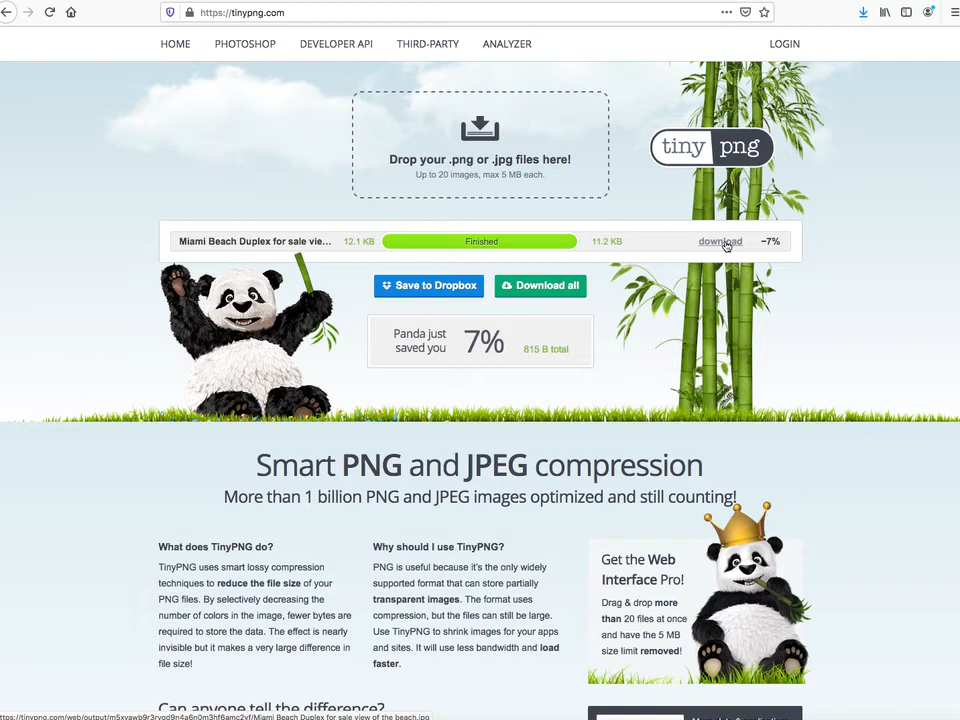 https://tinypng.com
HOME PHOTOSHOP DEVELOPER API THIRD-PARTY ANALYZER LOGIN
Drop your .png or .jpg files here!
Up to 20 images, max 5 MB each.
tiny png
Miami Beach Duplex for sale vie... 12.1 KB Finished 11.2 KB download −7%
Save to Dropbox Download all
Panda just
saved you 7% 815 B total
Smart PNG and JPEG compression
More than 1 billion PNG and JPEG images optimized and still counting!
What does TinyPNG do?
TinyPNG uses smart lossy compression
techniques to reduce the file size of your
PNG files. By selectively decreasing the
number of colors in the image, fewer bytes are
required to store the data. The effect is nearly
invisible but it makes a very large difference in
file size!
Why should I use TinyPNG?
PNG is useful because it's the only widely
supported format that can store partially
transparent images. The format uses
compression, but the files can still be large.
Use TinyPNG to shrink images for your apps
and sites. It will use less bandwidth and load
faster.
Get the Web
Interface Pro!
Drag & drop more
than 20 files at once
and have the 5 MB
size limit removed!
Can anyone tell the difference?